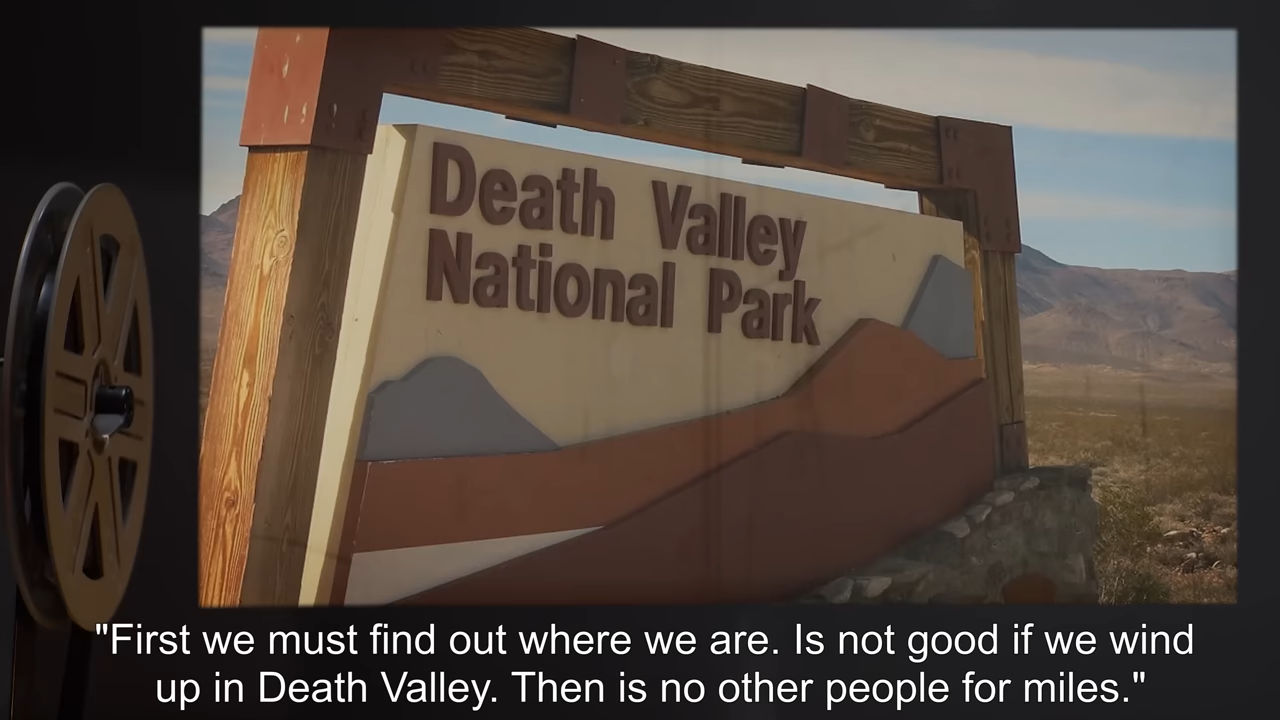 Death Valley
National Park
"First we must find out where we are. Is not good if we wind
up in Death Valley. Then is no other people for miles."